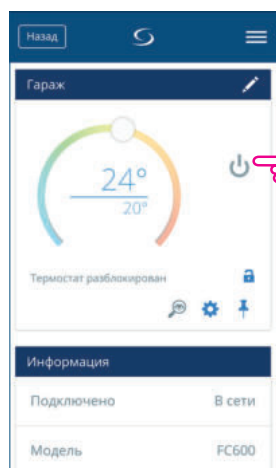 Назад
Гараж
24°
20°
Термостат разблокирован
Информация
Подключено В сети
Модель FC600